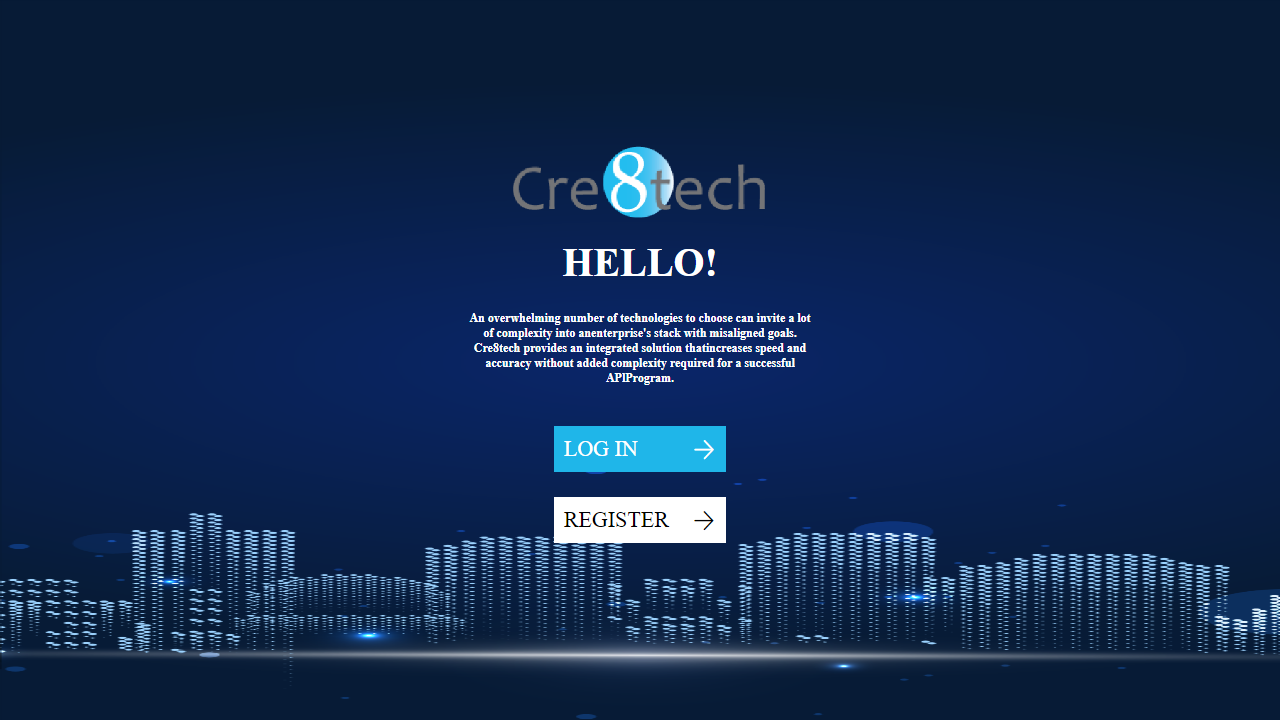 Cre8tech
HELLO!
An overwhelming number of technologies to choose can invite a lot
of complexity into anenterprise's stack with misaligned goals.
Cre8tech provides an integrated solution thatincreases speed and
accuracy without added complexity required for a successful
APIProgram.
LOG IN
REGISTER